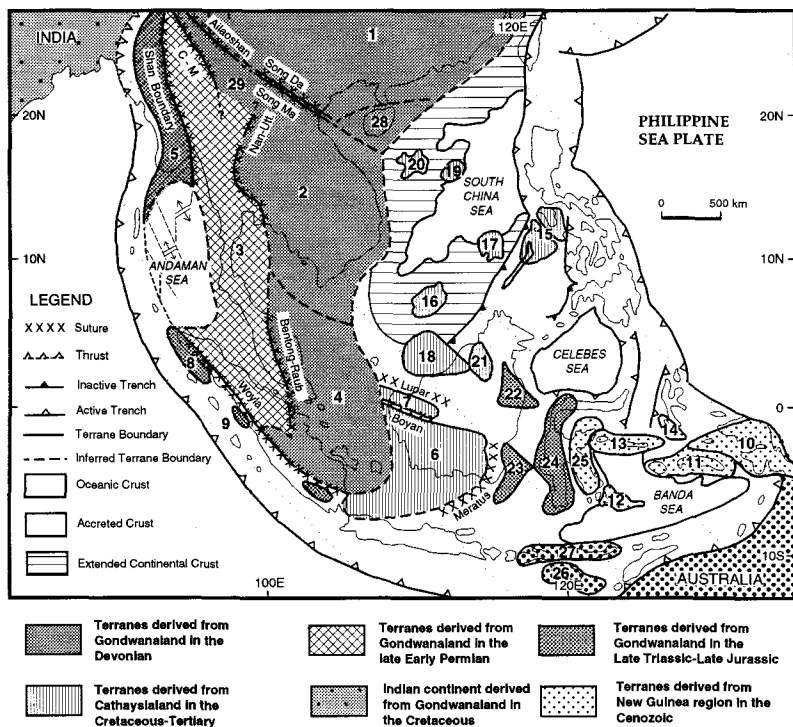 INDIA
1
120E
Ailaoshan
Song Da
C - M
Shan Boundary
29
Song Ma
28
20N
20N
?
Nan-Utt.
PHILIPPINE
SEA PLATE
5
20
19
2
SOUTH
CHINA
SEA
0 500 km
15
17
10N
10N
ANDAMAN
SEA
3
16
LEGEND
XXXX Suture
Thrust
Inactive Trench
Active Trench
Terrane Boundary
Inferred Terrane Boundary
Oceanic Crust
Accreted Crust
Extended Continental Crust
Bentong-Raub
18
21
CELEBES
SEA
8
Woyla
4
XX Lupar XX
7
22
Boyan
0
0
9
14
13
10
6
25
11
23
24
Meratus
12
BANDA
SEA
27
10S
26
100E
120E
AUSTRALIA
Terranes derived from
Gondwanaland in the
Devonian
Terranes derived from
Gondwanaland in the
late Early Permian
Terranes derived from
Gondwanaland in the
Late Triassic-Late Jurassic
Terranes derived from
Cathaysialand in the
Cretaceous-Tertiary
Indian continent derived
from Gondwanaland in
the Cretaceous
Terranes derived from
New Guinea region in the
Cenozoic